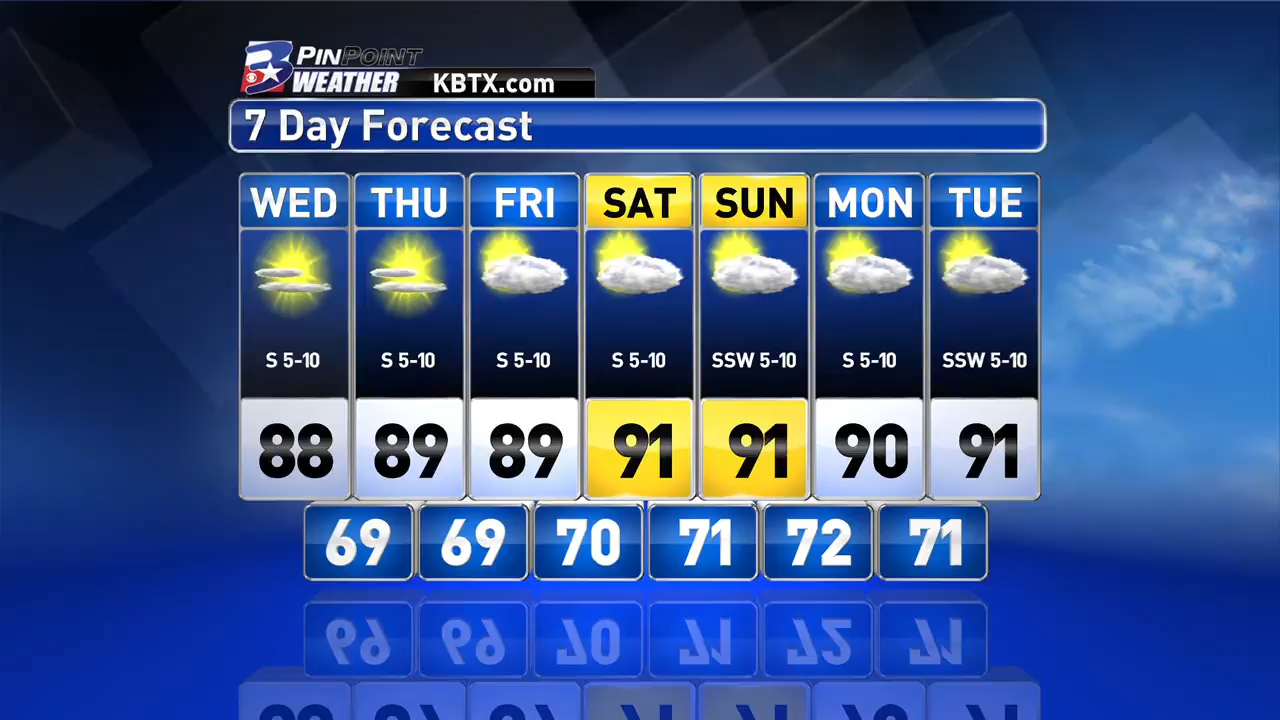 PINPOINT
WEATHER KBTX.com
7 Day Forecast
WED THU FRI SAT SUN MON TUE
S 5-10 S 5-10 S 5-10 S 5-10 SSW 5-10 S 5-10 SSW 5-10
88 89 89 91 91 90 91
69 69 70 71 72 71